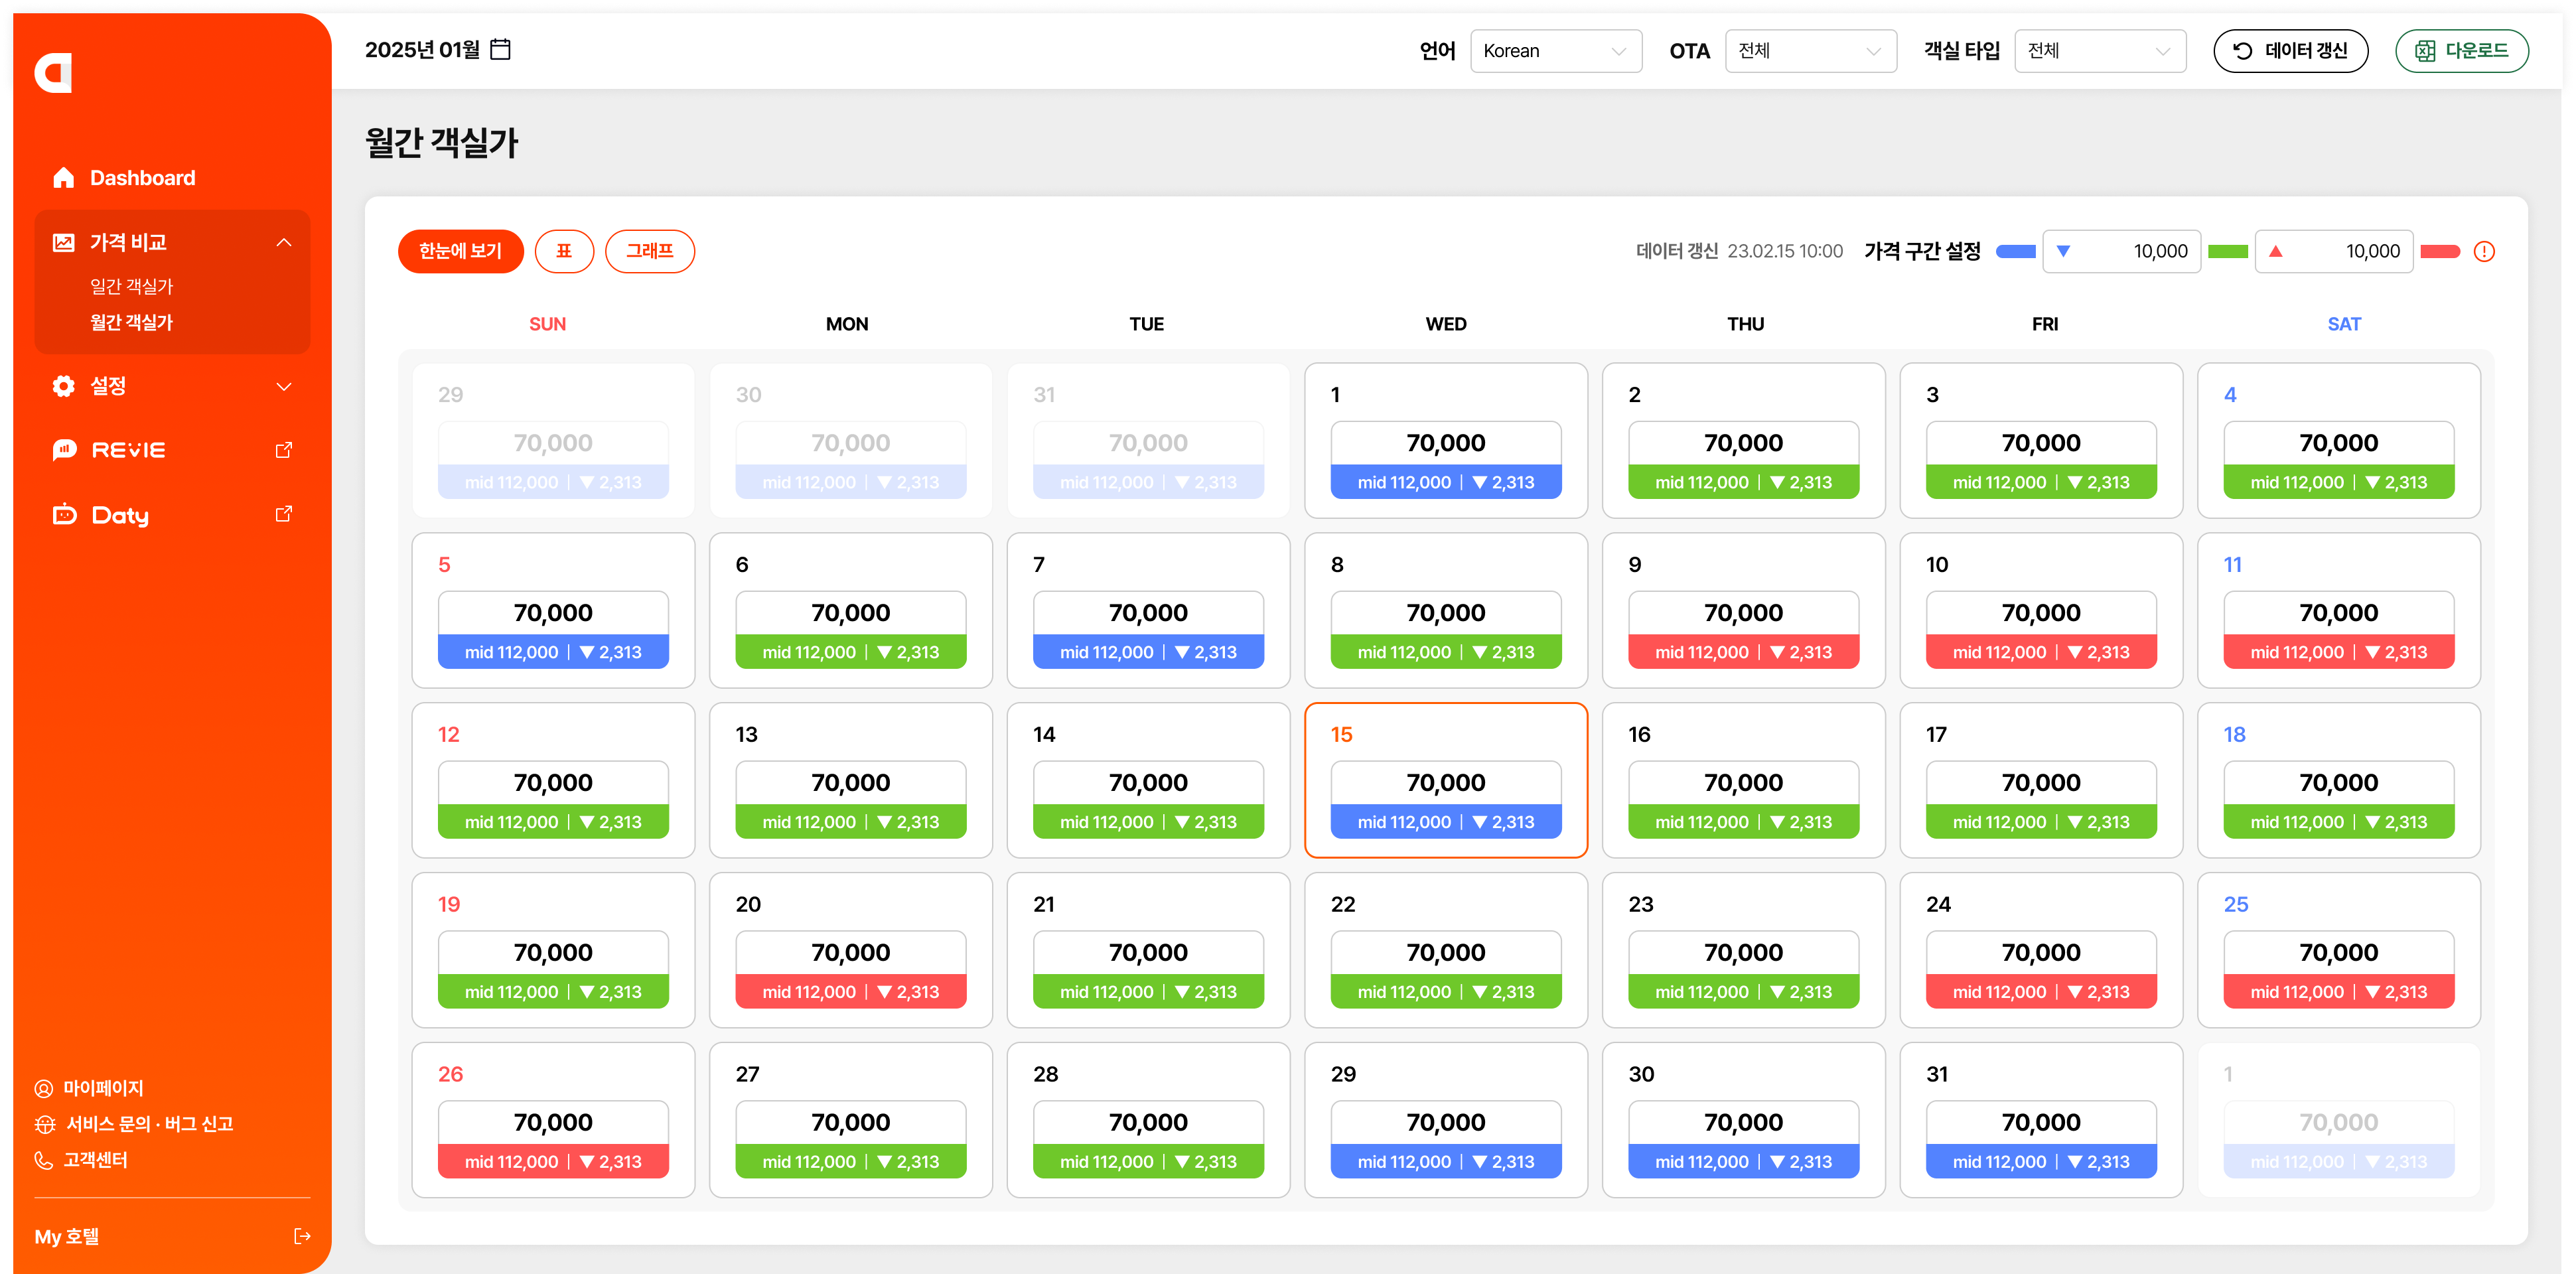 2025년 01월
언어 Korean OTA 전체 객실 타입 전체 데이터 갱신 다운로드
Dashboard
가격 비교
일간 객실가
월간 객실가
설정
REVIE
Daty
마이페이지
서비스 문의 · 버그 신고
고객센터
My 호텔
월간 객실가
한눈에 보기 표 그래프
데이터 갱신 23.02.15 10:00 가격 구간 설정 ▼ 10,000 ▲ 10,000
SUN MON TUE WED THU FRI SAT
29 30 31 1 2 3 4
70,000 70,000 70,000 70,000 70,000 70,000 70,000
mid 112,000 | ▼ 2,313 mid 112,000 | ▼ 2,313 mid 112,000 | ▼ 2,313 mid 112,000 | ▼ 2,313 mid 112,000 | ▼ 2,313 mid 112,000 | ▼ 2,313 mid 112,000 | ▼ 2,313
5 6 7 8 9 10 11
70,000 70,000 70,000 70,000 70,000 70,000 70,000
mid 112,000 | ▼ 2,313 mid 112,000 | ▼ 2,313 mid 112,000 | ▼ 2,313 mid 112,000 | ▼ 2,313 mid 112,000 | ▼ 2,313 mid 112,000 | ▼ 2,313 mid 112,000 | ▼ 2,313
12 13 14 15 16 17 18
70,000 70,000 70,000 70,000 70,000 70,000 70,000
mid 112,000 | ▼ 2,313 mid 112,000 | ▼ 2,313 mid 112,000 | ▼ 2,313 mid 112,000 | ▼ 2,313 mid 112,000 | ▼ 2,313 mid 112,000 | ▼ 2,313 mid 112,000 | ▼ 2,313
19 20 21 22 23 24 25
70,000 70,000 70,000 70,000 70,000 70,000 70,000
mid 112,000 | ▼ 2,313 mid 112,000 | ▼ 2,313 mid 112,000 | ▼ 2,313 mid 112,000 | ▼ 2,313 mid 112,000 | ▼ 2,313 mid 112,000 | ▼ 2,313 mid 112,000 | ▼ 2,313
26 27 28 29 30 31 1
70,000 70,000 70,000 70,000 70,000 70,000 70,000
mid 112,000 | ▼ 2,313 mid 112,000 | ▼ 2,313 mid 112,000 | ▼ 2,313 mid 112,000 | ▼ 2,313 mid 112,000 | ▼ 2,313 mid 112,000 | ▼ 2,313 mid 112,000 | ▼ 2,313